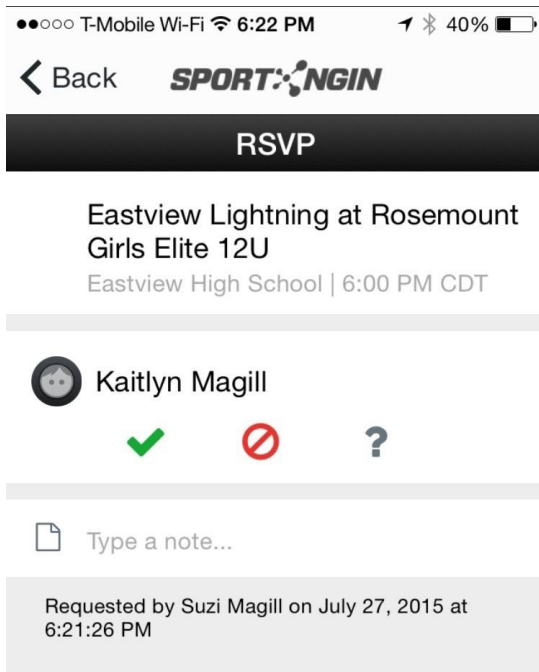 T-Mobile Wi-Fi 6:22 PM 40%
Back SPORT NGIN
RSVP
Eastview Lightning at Rosemount
Girls Elite 12U
Eastview High School | 6:00 PM CDT
Kaitlyn Magill
?
Type a note...
Requested by Suzi Magill on July 27, 2015 at
6:21:26 PM